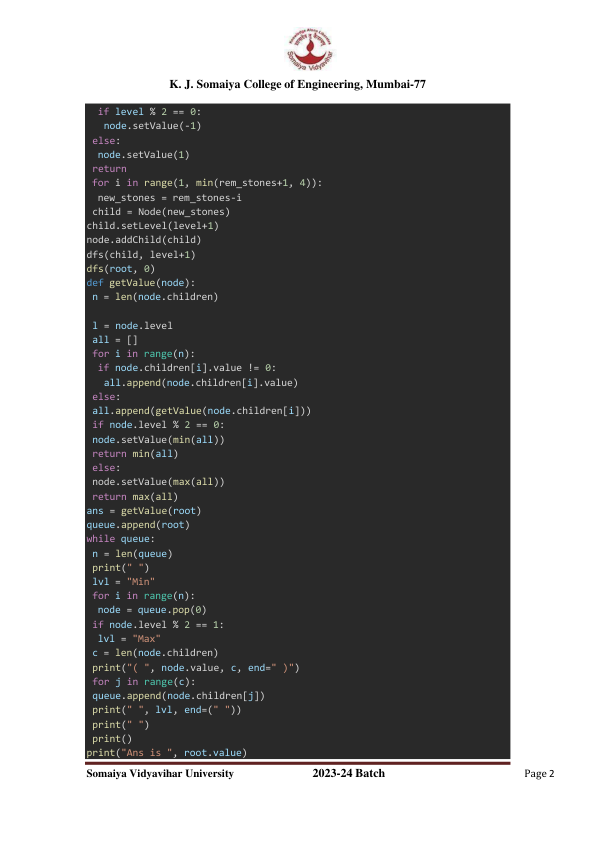 Somaiya Vidyavihar
K. J. Somaiya College of Engineering, Mumbai-77
if level % 2 == 0:
node.setValue(-1)
else:
node.setValue(1)
return
for i in range(1, min(rem_stones+1, 4)):
new_stones = rem_stones-i
child = Node(new_stones)
child.setLevel(level+1)
node.addChild(child)
dfs(child, level+1)
dfs(root, 0)
def getValue(node):
n = len(node.children)
l = node.level
all = []
for i in range(n):
if node.children[i].value != 0:
all.append(node.children[i].value)
else:
all.append(getValue(node.children[i]))
if node.level % 2 == 0:
node.setValue(min(all))
return min(all)
else:
node.setValue(max(all))
return max(all)
ans = getValue(root)
queue.append(root)
while queue:
n = len(queue)
print(" ")
lvl = "Min"
for i in range(n):
node = queue.pop(0)
if node.level % 2 == 1:
lvl = "Max"
c = len(node.children)
print("( ", node.value, c, end=" )")
for j in range(c):
queue.append(node.children[j])
print(" ", lvl, end=(" "))
print(" ")
print()
print("Ans is ", root.value)
Somaiya Vidyavihar University 2023-24 Batch Page 2